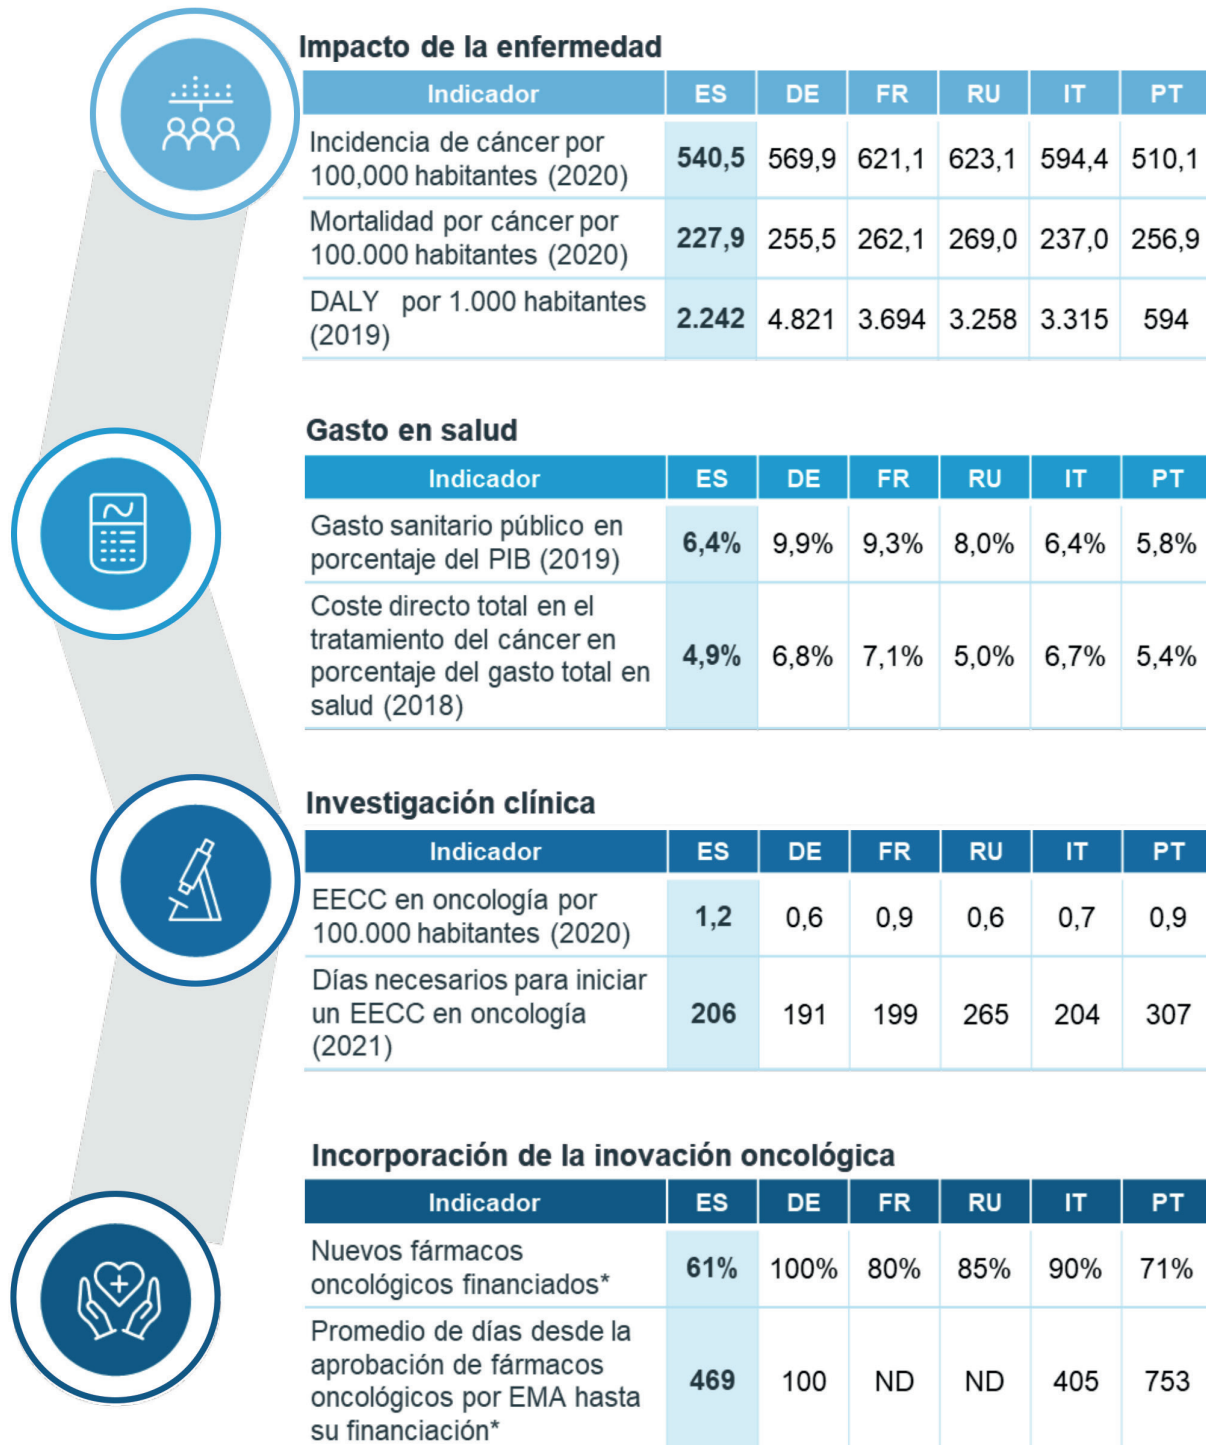 Impacto de la enfermedad
Indicador ES DE FR RU IT PT
Incidencia de cáncer por
100,000 habitantes (2020) 540,5 569,9 621,1 623,1 594,4 510,1
Mortalidad por cáncer por
100.000 habitantes (2020) 227,9 255,5 262,1 269,0 237,0 256,9
DALY por 1.000 habitantes
(2019) 2.242 4.821 3.694 3.258 3.315 594
Gasto en salud
Indicador ES DE FR RU IT PT
Gasto sanitario público en
porcentaje del PIB (2019) 6,4% 9,9% 9,3% 8,0% 6,4% 5,8%
Coste directo total en el
tratamiento del cáncer en
porcentaje del gasto total en
salud (2018) 4,9% 6,8% 7,1% 5,0% 6,7% 5,4%
Investigación clínica
Indicador ES DE FR RU IT PT
EECC en oncología por
100.000 habitantes (2020) 1,2 0,6 0,9 0,6 0,7 0,9
Días necesarios para iniciar
un EECC en oncología
(2021) 206 191 199 265 204 307
Incorporación de la inovación oncológica
Indicador ES DE FR RU IT PT
Nuevos fármacos
oncológicos financiados* 61% 100% 80% 85% 90% 71%
Promedio de días desde la
aprobación de fármacos
oncológicos por EMA hasta
su financiación* 469 100 ND ND 405 753